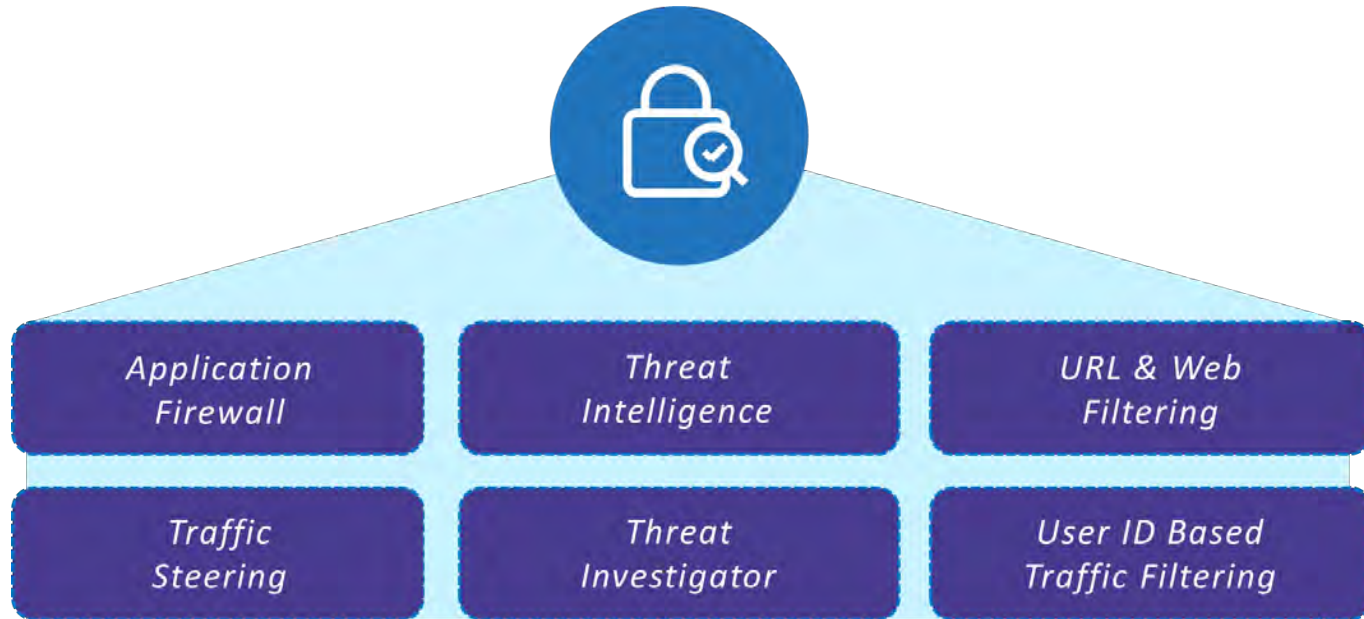 Application
Firewall
Threat
Intelligence
URL & Web
Filtering
Traffic
Steering
Threat
Investigator
User ID Based
Traffic Filtering